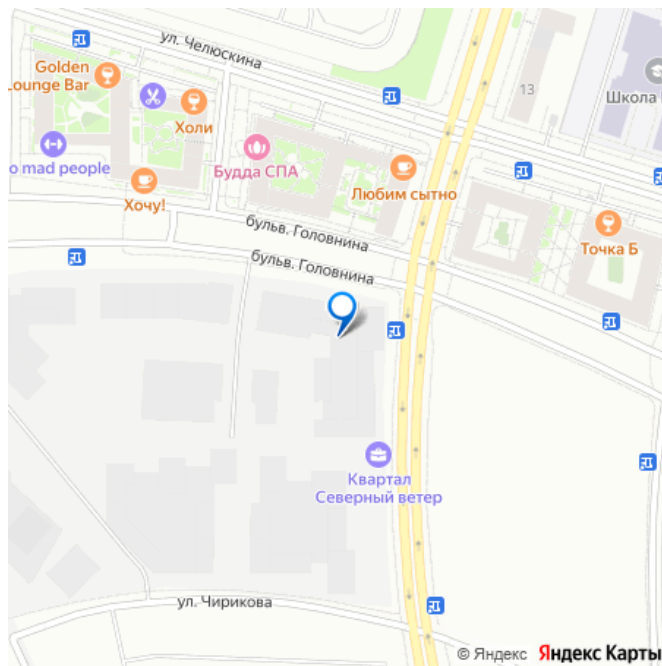 ул. Челюскина
Golden
Lounge Bar
Холи
13
Школа
o mad people
Хочу!
Будда СПА
Любим сытно
Точка Б
бульв. Головнина
бульв. Головнина
Квартал
Северный ветер
ул. Чирикова
© Яндекс Яндекс Карты